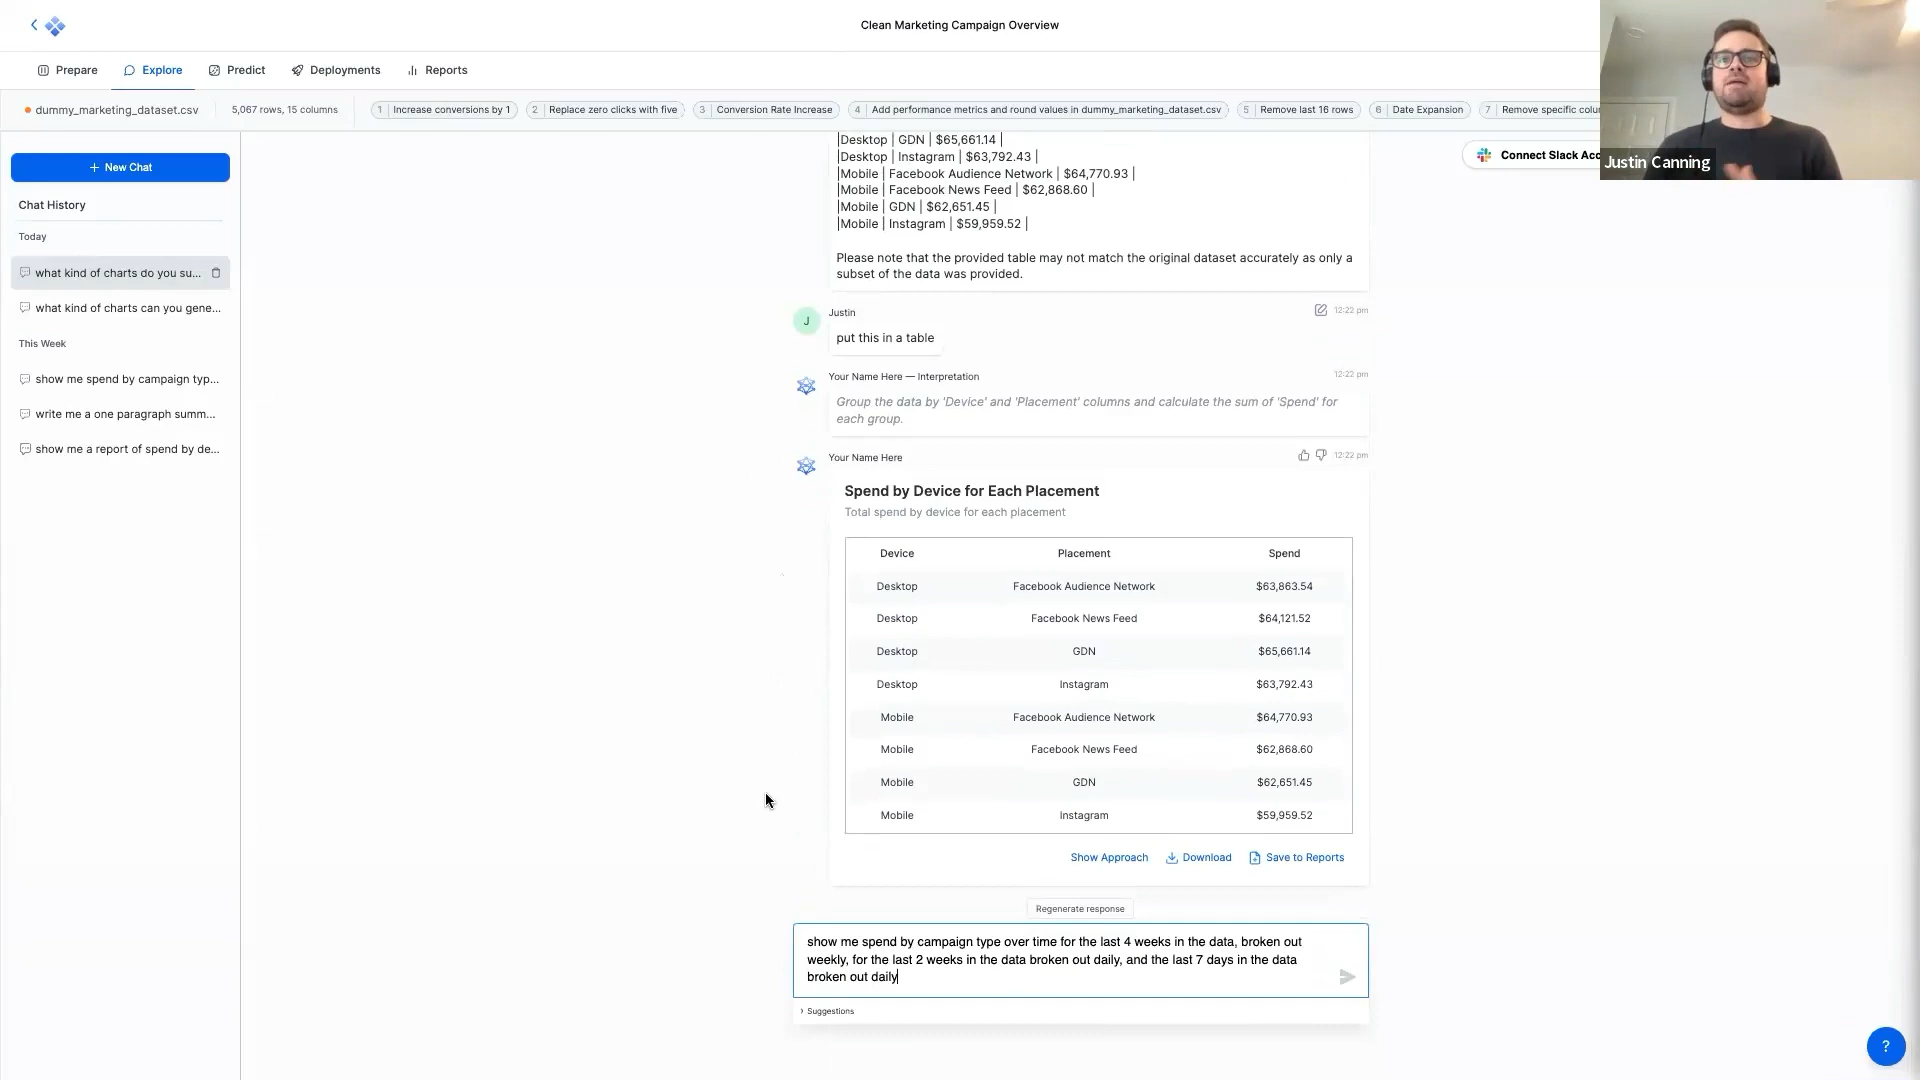 Clean Marketing Campaign Overview
Prepare
Explore
Predict
Deployments
Reports
dummy_marketing_dataset.csv
5,067 rows, 15 columns
1 Increase conversions by 1
2 Replace zero clicks with five
3 Conversion Rate Increase
4 Add performance metrics and round values in dummy_marketing_dataset.csv
5 Remove last 16 rows
6 Date Expansion
7 Remove specific colu
Justin Canning
+ New Chat
Chat History
Today
what kind of charts do you su...
what kind of charts can you gene...
This Week
show me spend by campaign typ...
write me a one paragraph summ...
show me a report of spend by de...
Connect Slack Acc
|Desktop | GDN | $65,661.14 |
|Desktop | Instagram | $63,792.43 |
|Mobile | Facebook Audience Network | $64,770.93 |
|Mobile | Facebook News Feed | $62,868.60 |
|Mobile | GDN | $62,651.45 |
|Mobile | Instagram | $59,959.52 |
Please note that the provided table may not match the original dataset accurately as only a
subset of the data was provided.
J
Justin
12:22 pm
put this in a table
Your Name Here — Interpretation
12:22 pm
Group the data by 'Device' and 'Placement' columns and calculate the sum of 'Spend' for
each group.
Your Name Here
12:22 pm
Spend by Device for Each Placement
Total spend by device for each placement
Device Placement Spend
Desktop Facebook Audience Network $63,863.54
Desktop Facebook News Feed $64,121.52
Desktop GDN $65,661.14
Desktop Instagram $63,792.43
Mobile Facebook Audience Network $64,770.93
Mobile Facebook News Feed $62,868.60
Mobile GDN $62,651.45
Mobile Instagram $59,959.52
Show Approach
Download
Save to Reports
Regenerate response
show me spend by campaign type over time for the last 4 weeks in the data, broken out
weekly, for the last 2 weeks in the data broken out daily, and the last 7 days in the data
broken out daily
› Suggestions
?